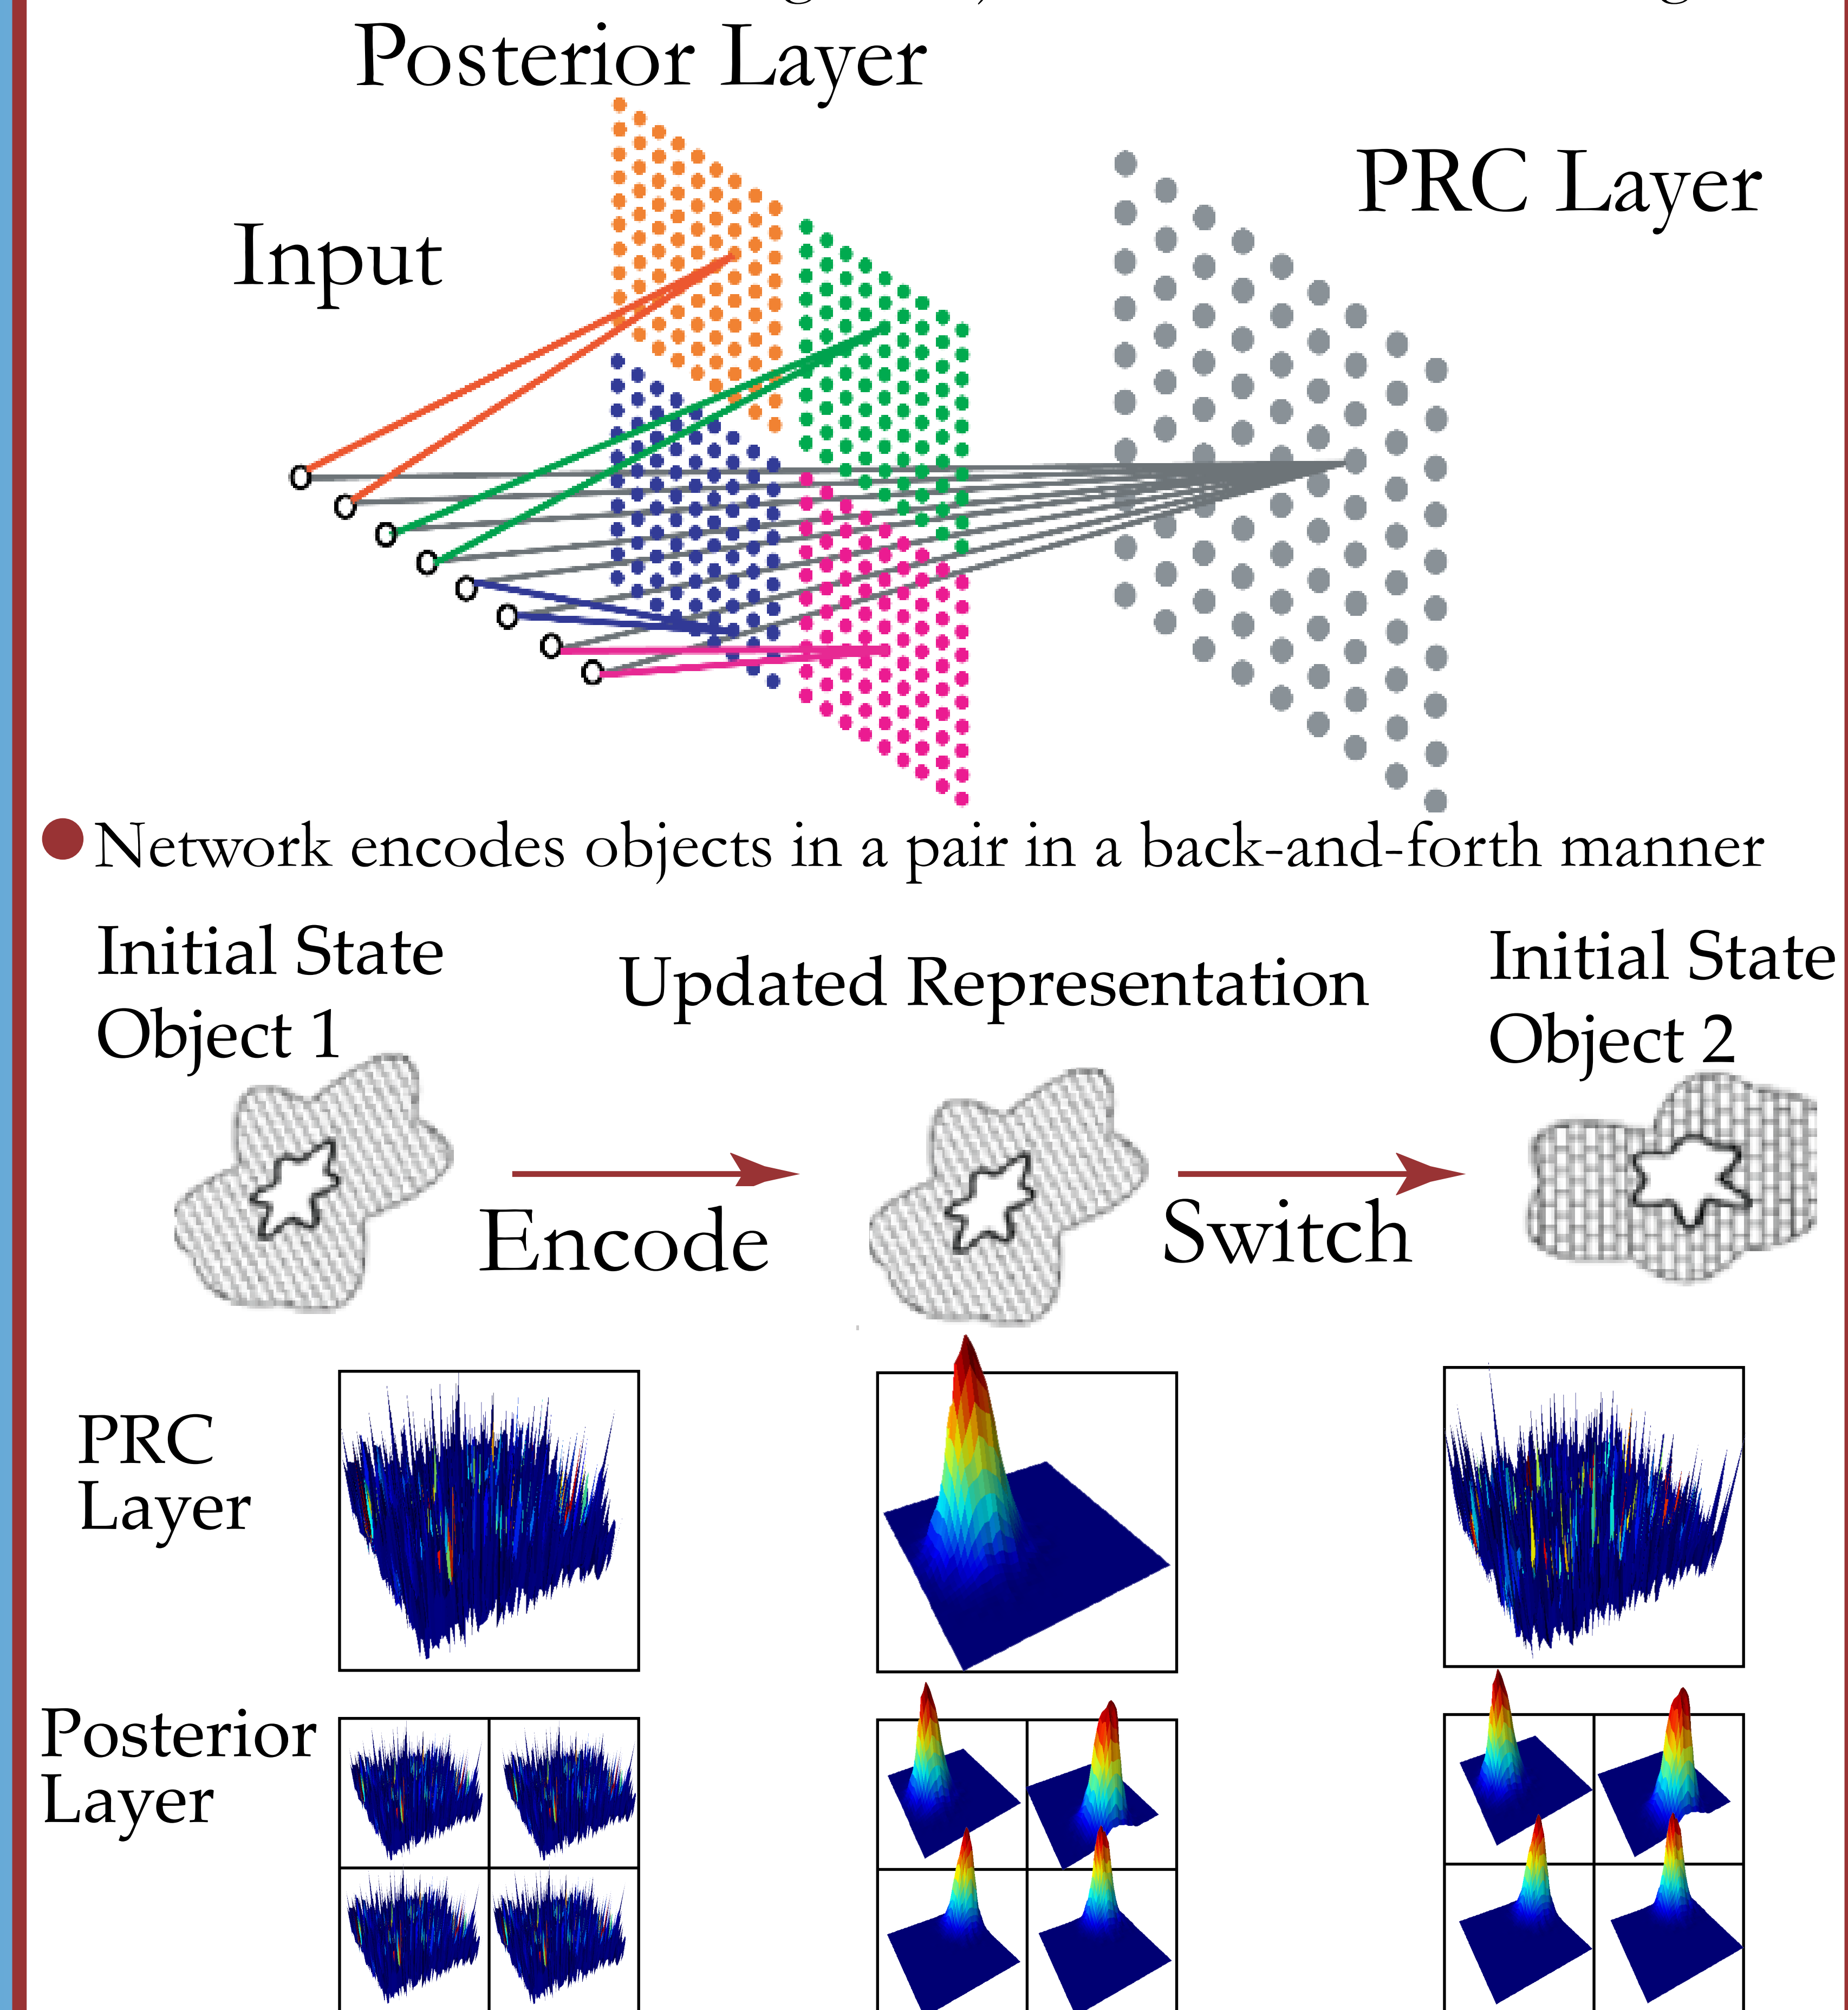 Posterior Layer
PRC Layer
Input
Network encodes objects in a pair in a back-and-forth manner
Initial State
Object 1
Updated Representation
Initial State
Object 2
Encode
Switch
PRC
Layer
Posterior
Layer